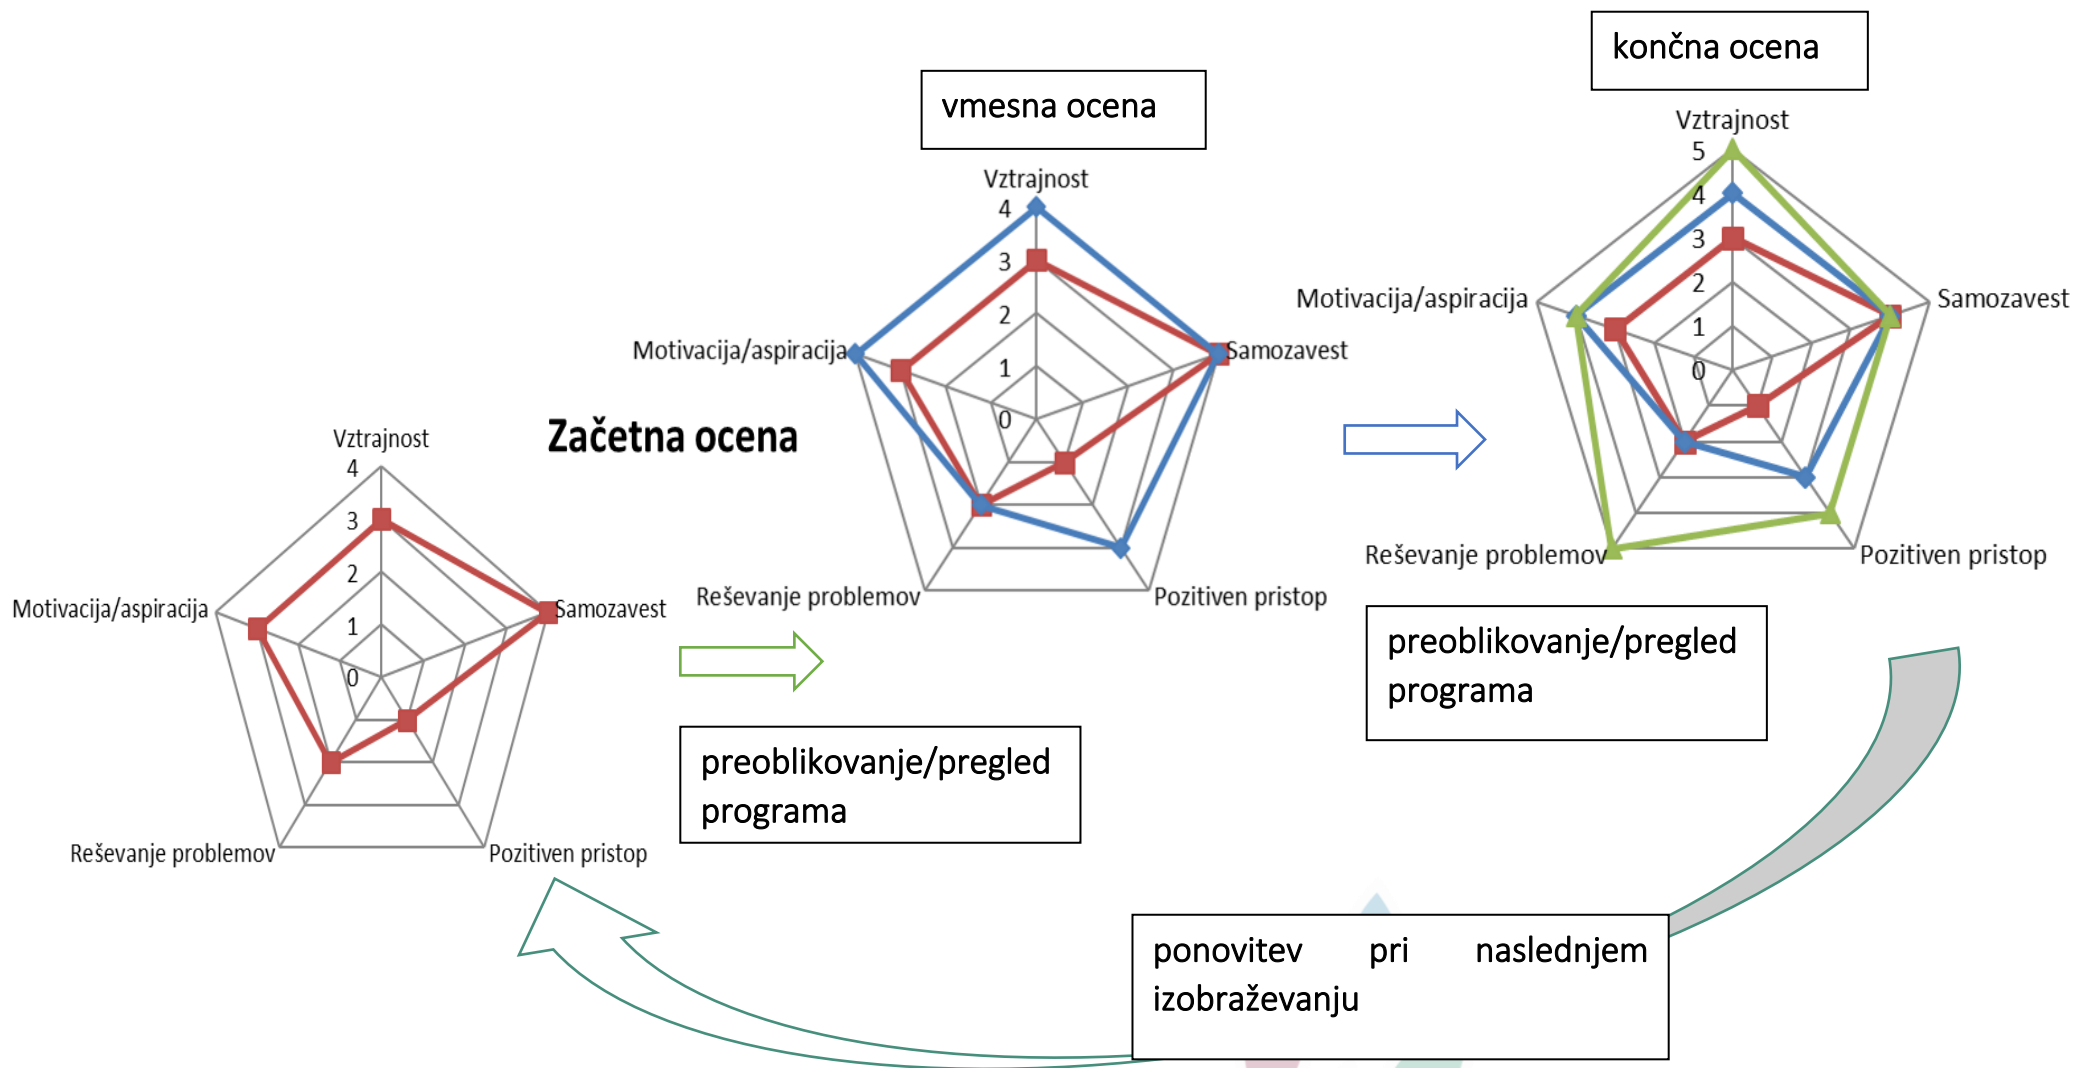 Začetna ocena
Vztrajnost
4
3
2
1
0
Motivacija/aspiracija
Samozavest
Reševanje problemov
Pozitiven pristop
preoblikovanje/pregled
programa
vmesna ocena
Vztrajnost
4
3
2
1
0
Motivacija/aspiracija
Samozavest
Reševanje problemov
Pozitiven pristop
končna ocena
Vztrajnost
5
4
3
2
1
0
Motivacija/aspiracija
Samozavest
Reševanje problemov
Pozitiven pristop
preoblikovanje/pregled
programa
ponovitev pri naslednjem
izobraževanju